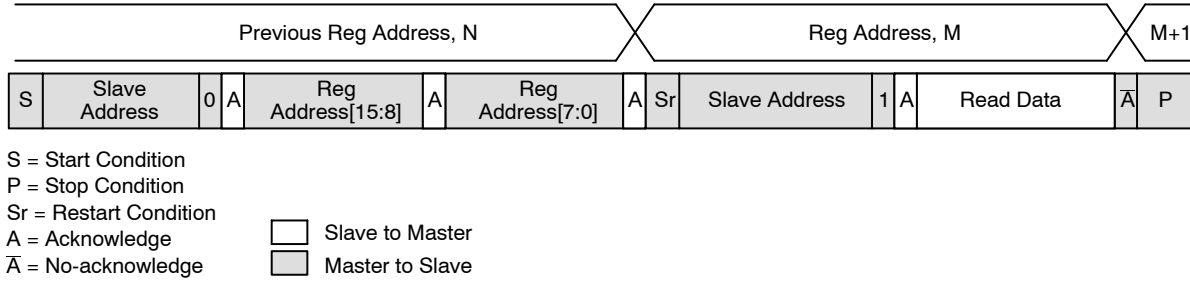 Previous Reg Address, N Reg Address, M M+1
S Slave Address 0 A Reg Address[15:8] A Reg Address[7:0] A Sr Slave Address 1 A Read Data A̅ P
S = Start Condition
P = Stop Condition
Sr = Restart Condition
A = Acknowledge
A̅ = No-acknowledge
Slave to Master
Master to Slave